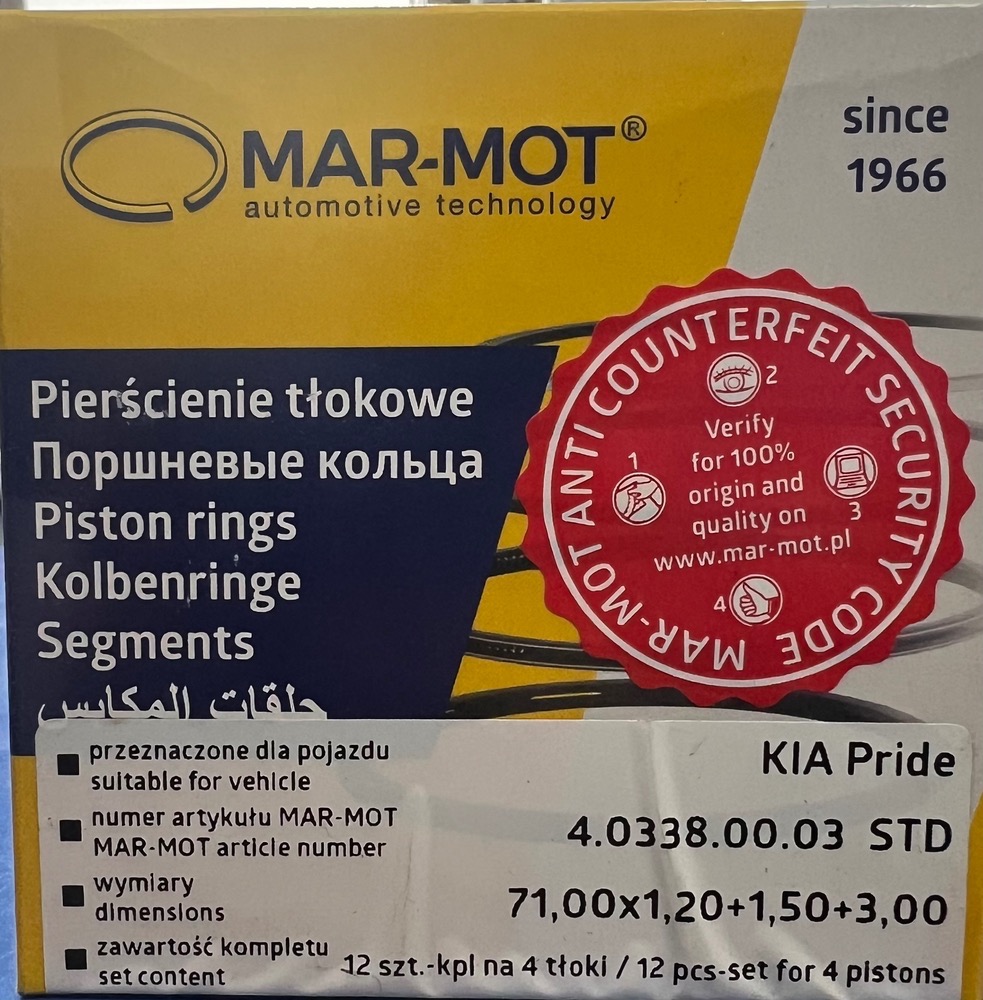 MAR-MOT®
automotive technology
since
1966
Pierścienie tłokowe
Поршневые кольца
Piston rings
Kolbenringe
Segments
حلقات المكابس
MAR-MOT ANTI COUNTERFEIT SECURITY CODE
2
Verify
1
for 100%
origin and
3
quality on
www.mar-mot.pl
4
przeznaczone dla pojazdu
suitable for vehicle
KIA Pride
numer artykułu MAR-MOT
MAR-MOT article number
4.0338.00.03 STD
wymiary
dimensions
71,00x1,20+1,50+3,00
zawartość kompletu
set content
12 szt.-kpl na 4 tłoki / 12 pcs-set for 4 pistons